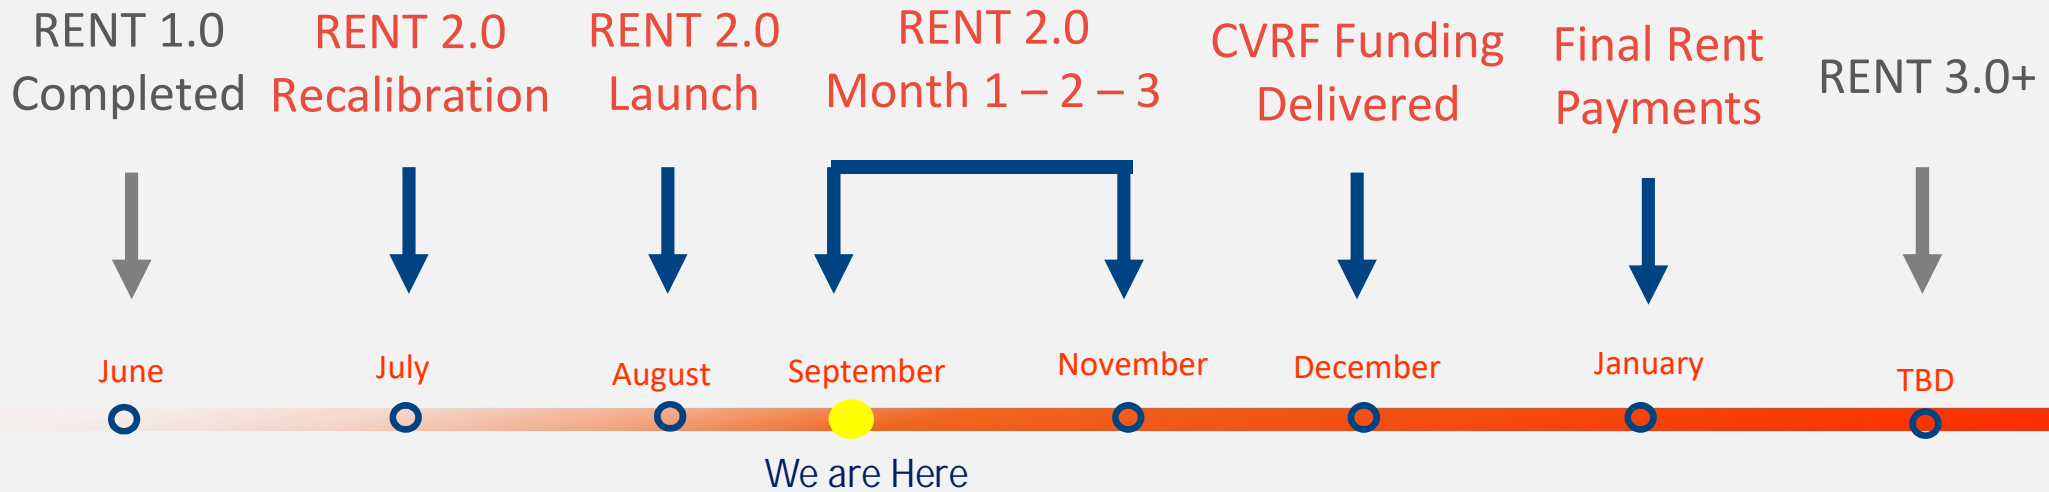 RENT 1.0
Completed
RENT 2.0
Recalibration
RENT 2.0
Launch
RENT 2.0
Month 1 – 2 – 3
CVRF Funding
Delivered
Final Rent
Payments
RENT 3.0+
June
July
August
September
November
December
January
TBD
We are Here